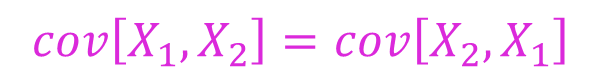 cov[X₁, X₂] = cov[X₂, X₁]